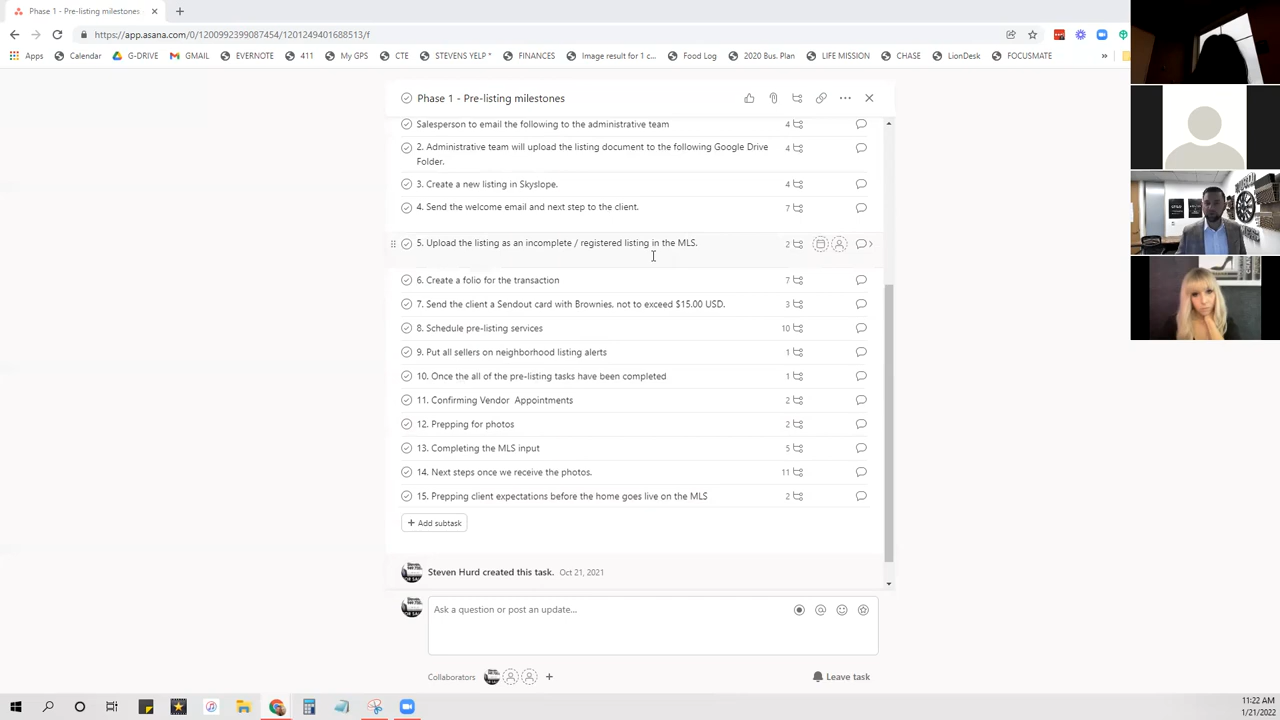 Phase 1 - Pre-listing milestones
https://app.asana.com/0/1200992399087454/1201249401688513/f
Apps
Calendar
G-DRIVE
GMAIL
EVERNOTE
411
My GPS
CTE
STEVENS YELP *
FINANCES
Image result for 1 c...
Food Log
2020 Bus. Plan
LIFE MISSION
CHASE
LionDesk
FOCUSMATE
Phase 1 - Pre-listing milestones
Salesperson to email the following to the administrative team 4
2. Administrative team will upload the listing document to the following Google Drive 4
Folder.
3. Create a new listing in Skyslope. 4
4. Send the welcome email and next step to the client. 7
5. Upload the listing as an incomplete / registered listing in the MLS. 2
6. Create a folio for the transaction 7
7. Send the client a Sendout card with Brownies, not to exceed $15.00 USD. 3
8. Schedule pre-listing services 10
9. Put all sellers on neighborhood listing alerts 1
10. Once the all of the pre-listing tasks have been completed 1
11. Confirming Vendor  Appointments 2
12. Prepping for photos 2
13. Completing the MLS input 5
14. Next steps once we receive the photos. 11
15. Prepping client expectations before the home goes live on the MLS 2
+ Add subtask
Steven Hurd created this task. Oct 21, 2021
Ask a question or post an update...
Collaborators
Leave task
11:22 AM
1/21/2022